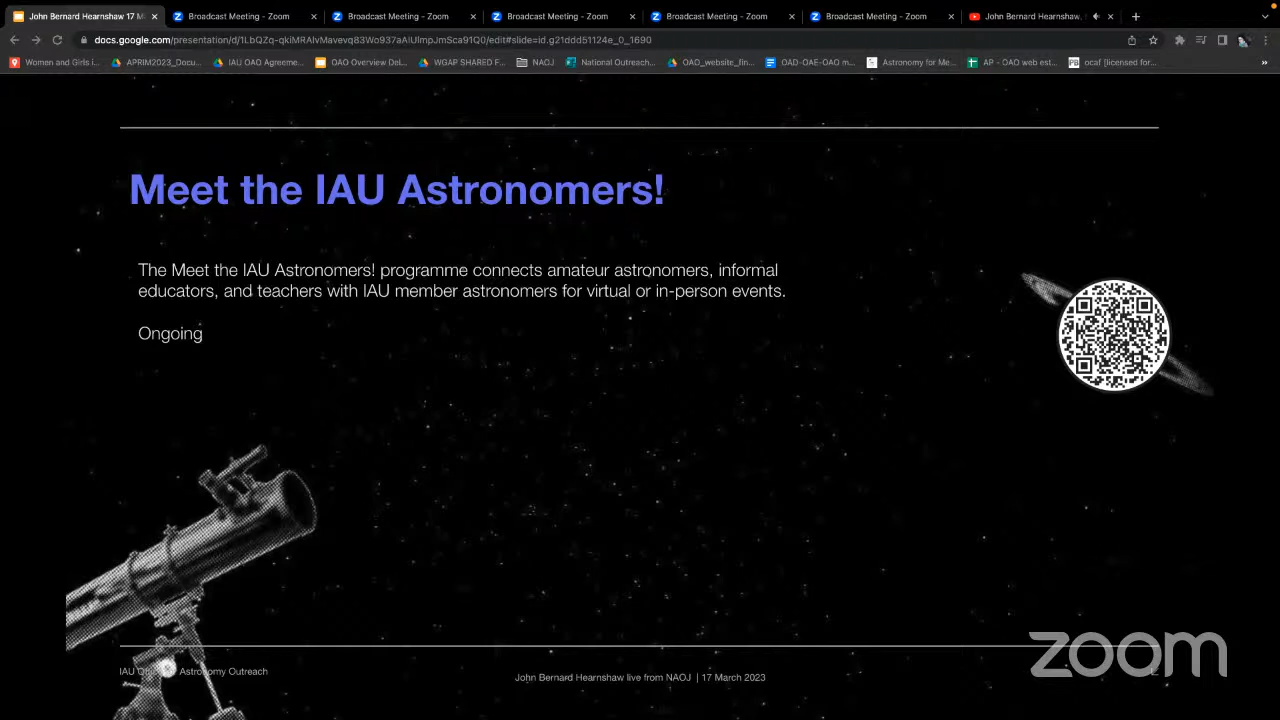 John Bernard Hearnshaw 17 M
Broadcast Meeting - Zoom
Broadcast Meeting - Zoom
Broadcast Meeting - Zoom
Broadcast Meeting - Zoom
Broadcast Meeting - Zoom
John Bernard Hearnshaw,
docs.google.com/presentation/d/1LbQZq-qkiMRAlvMavevq83Wo937aAlUlmpJmSca91Q0/edit#slide=id.g21ddd51124e_0_1690
Women and Girls i...
APRIM2023_Docu...
IAU OAO Agreeme...
OAO Overview DeL...
WGAP SHARED F...
NAOJ
National Outreach...
OAO_website_fin...
OAD-OAE-OAO m...
Astronomy for Me...
AP - OAO web est...
ocaf [licensed for...
Meet the IAU Astronomers!
The Meet the IAU Astronomers! programme connects amateur astronomers, informal
educators, and teachers with IAU member astronomers for virtual or in-person events.
Ongoing
IAU Astronomy Outreach
John Bernard Hearnshaw live from NAOJ | 17 March 2023
zoom